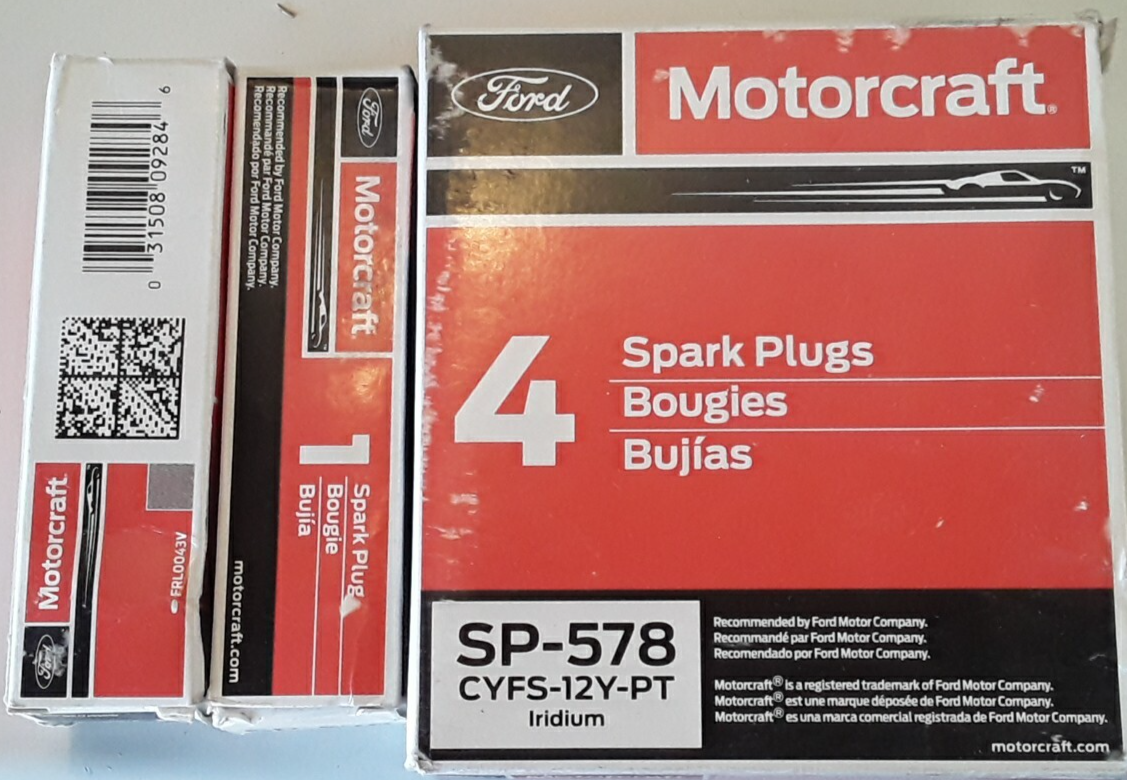 6
31508 09284
0
Motorcraft
FRL0043V
Ford
Ford
Motorcraft
Recommended by Ford Motor Company.
Recommandé par Ford Motor Company.
Recomendado por Ford Motor Company.
1
Spark Plug
Bougie
Bujía
motorcraft.com
Ford
Motorcraft®
™
4
Spark Plugs
Bougies
Bujías
SP-578
CYFS-12Y-PT
Iridium
Recommended by Ford Motor Company.
Recommandé par Ford Motor Company.
Recomendado por Ford Motor Company.
Motorcraft® is a registered trademark of Ford Motor Company.
Motorcraft® est une marque déposée de Ford Motor Company.
Motorcraft® es una marca comercial registrada de Ford Motor Company.
motorcraft.com